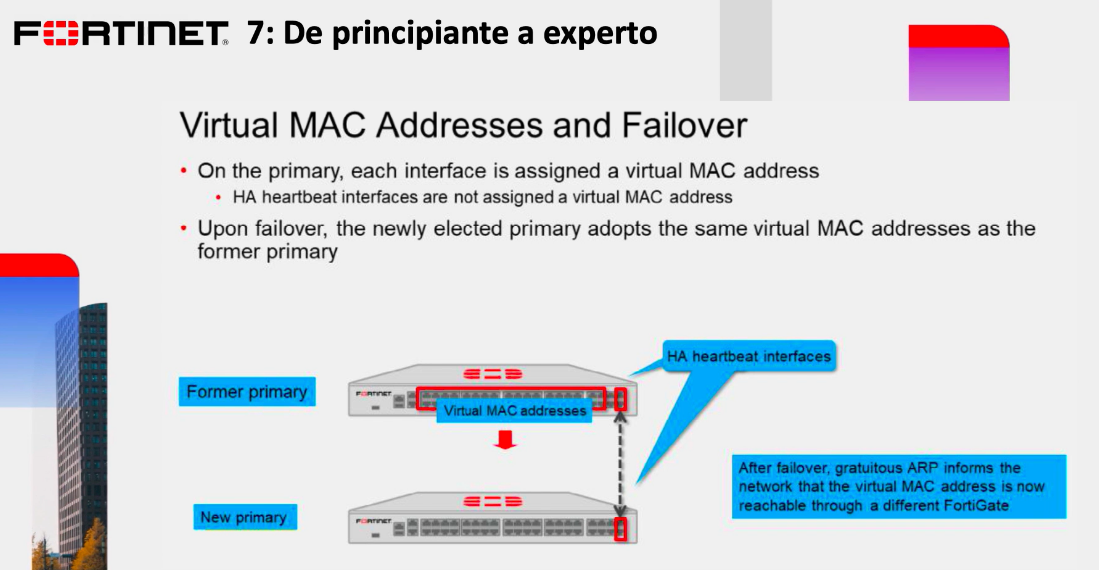 FORTINET® 7: De principiante a experto
Virtual MAC Addresses and Failover
• On the primary, each interface is assigned a virtual MAC address
• HA heartbeat interfaces are not assigned a virtual MAC address
• Upon failover, the newly elected primary adopts the same virtual MAC addresses as the
former primary
HA heartbeat interfaces
Former primary
FORTINET
Virtual MAC addresses
After failover, gratuitous ARP informs the
network that the virtual MAC address is now
reachable through a different FortiGate
New primary
FORTINET